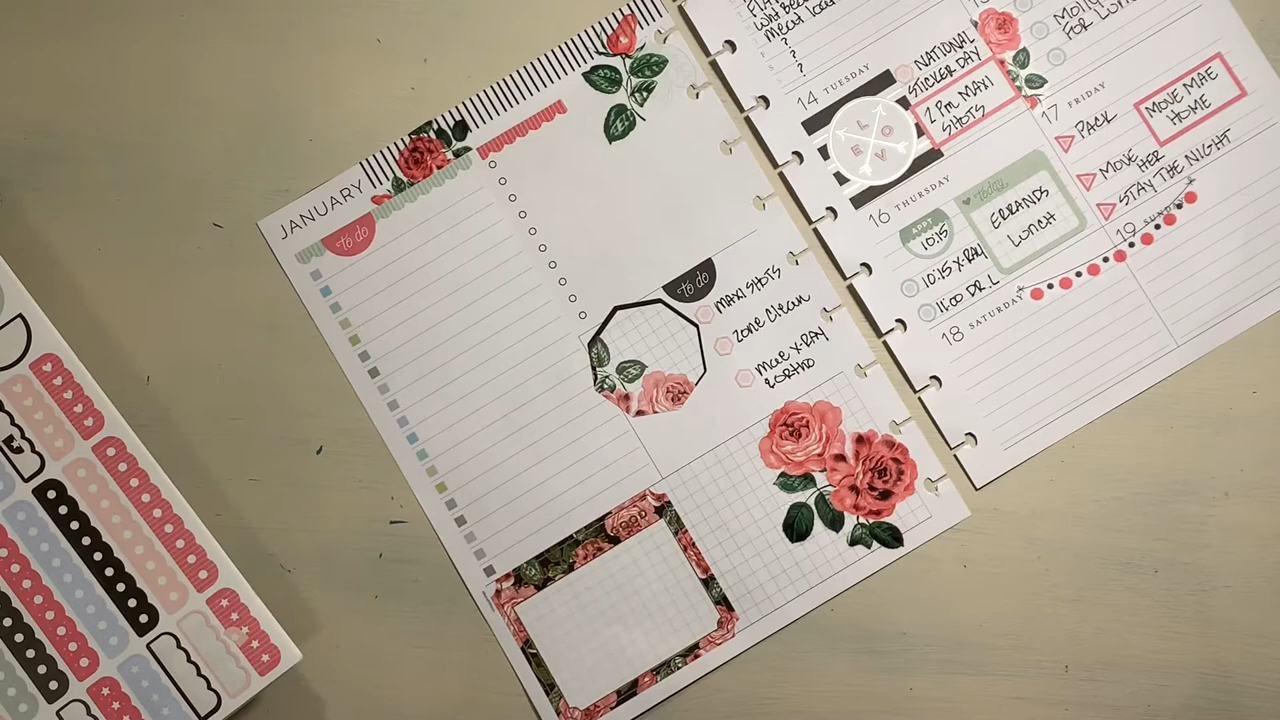 JANUARY
to do
to do
MAXI SHOTS
ZONE CLEAN
MAE X-RAY
& ORTHO
GOOD
?
?
?
14 TUESDAY
NATIONAL
STICKER DAY
2 PM MAXI
SHOTS
L O
E V
16 THURSDAY
APPT
10:15
10:15 X-RAY
11:00 DR. L
today
ERRANDS
LUNCH
18 SATURDAY
FOR LUNCH
17 FRIDAY
PACK
MOVE MAE
HOME
MOVE
HER
STAY THE NIGHT
19 SUNDAY